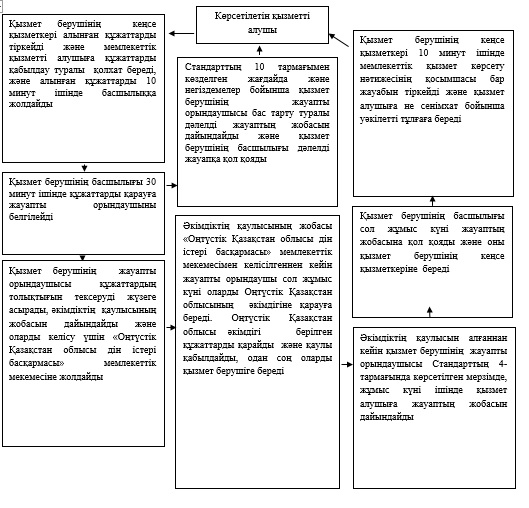 Көрсетілетін қызметті
алушы
Қызмет берушінің кеңсе
қызметкері алынған құжаттарды
тіркейді және мемлекеттік
қызметті алушыға құжаттарды
қабылдау туралы қолхат береді,
және алынған құжаттарды 10
минут ішінде басшылыққа
жолдайды
Қызмет берушінің басшылығы 30
минут ішінде құжаттарды қарауға
жауапты орындаушыны
белгілейді
Қызмет берушінің жауапты
орындаушысы құжаттардың
толықтығын тексеруді жүзеге
асырады, әкімдіктің қаулысының
жобасын дайындайды және
оларды келісу үшін «Оңтүстік
Қазақстан облысы дін істері
басқармасы» мемлекеттік
мекемесіне жолдайды
Стандарттың 10 тармағымен
көзделген жағдайда және
негіздемелер бойынша қызмет
берушінің жауапты
орындаушысы бас тарту туралы
дәлелді жауаптың жобасын
дайындайды және қызмет
берушінің басшылығы дәлелді
жауапқа қол қояды
Әкімдіктің қаулысының жобасы
«Оңтүстік Қазақстан облысы дін
істері басқармасы» мемлекеттік
мекемесімен келісілгеннен кейін
жауапты орындаушы сол жұмыс
күні оларды Оңтүстік Қазақстан
облысының әкімдігіне қарауға
береді. Оңтүстік Қазақстан
облысы әкімдігі берілген
құжаттарды қарайды және қаулы
қабылдайды, одан соң оларды
қызмет берушіге береді
Қызмет берушінің кеңсе
қызметкері 10 минут ішінде
мемлекеттік қызмет көрсету
нәтижесінің қосымшасы бар
жауабын тіркейді және қызмет
алушыға не сенімхат бойынша
уәкілетті тұлғаға береді
Қызмет берушінің басшылығы
сол жұмыс күні жауаптың
жобасына қол қояды және оны
қызмет берушінің кеңсе
қызметкеріне береді
Әкімдіктің қаулысын алғаннан
кейін қызмет берушінің жауапты
орындаушысы Стандарттың 4-
тармағында көрсетілген мерзімде,
жұмыс күні ішінде қызмет
алушыға жауаптың жобасын
дайындайды